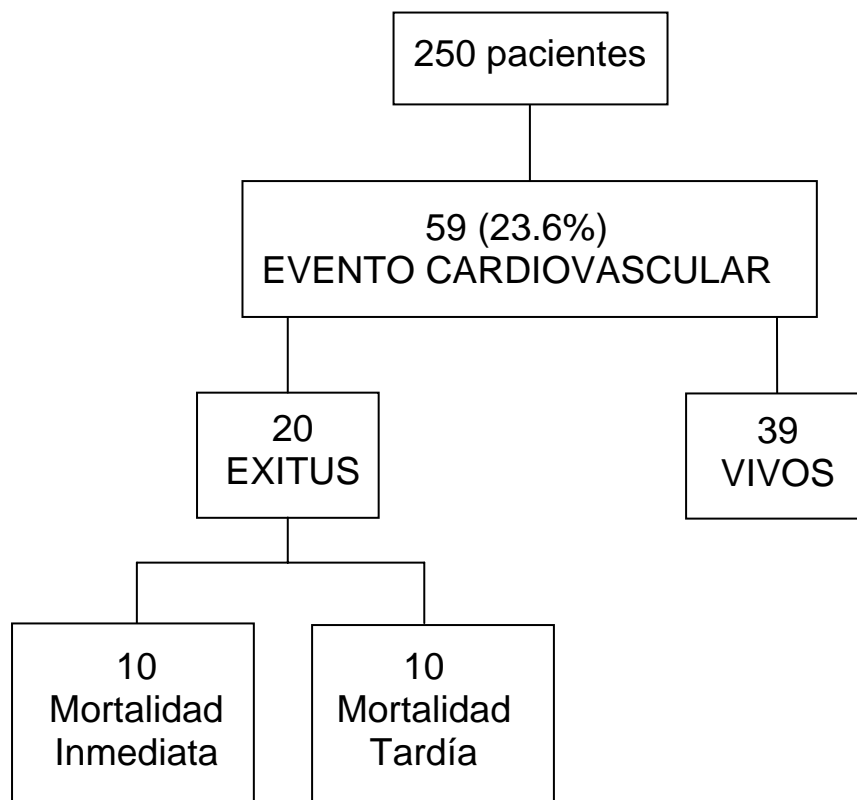 250 pacientes
59 (23.6%)
EVENTO CARDIOVASCULAR
20
EXITUS
39
VIVOS
10
Mortalidad
Inmediata
10
Mortalidad
Tardía